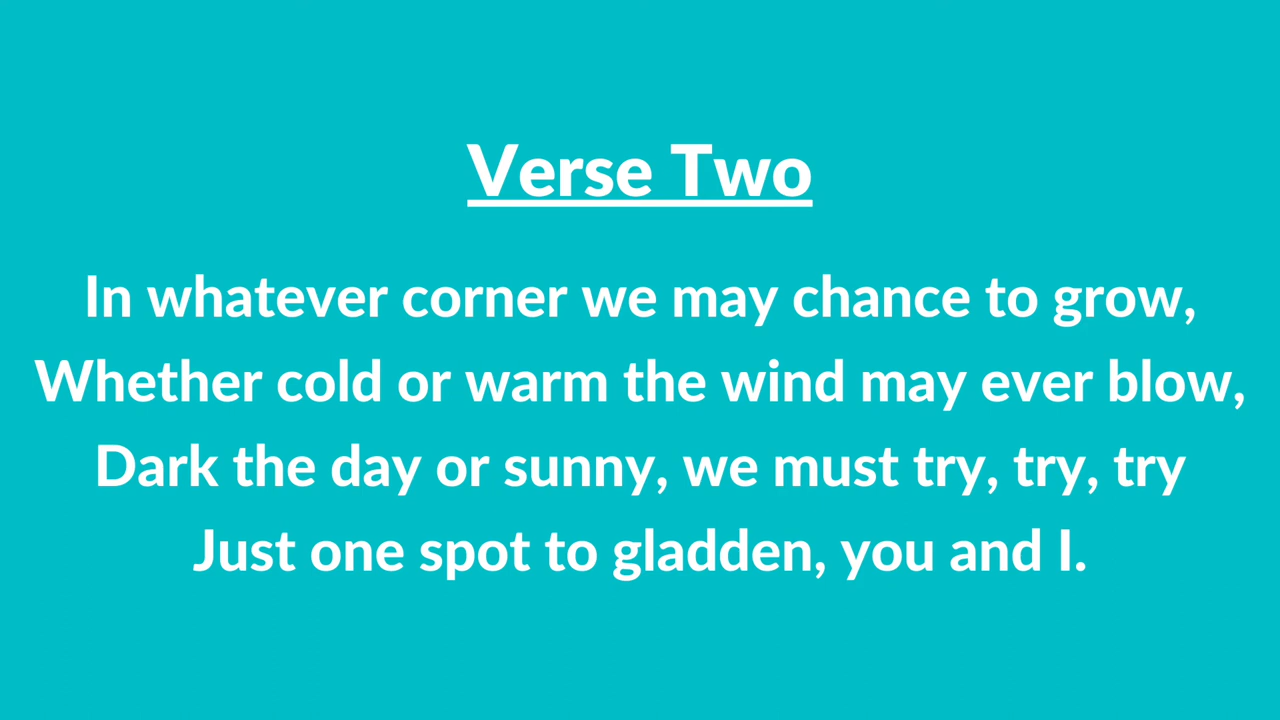 Verse Two
In whatever corner we may chance to grow,
Whether cold or warm the wind may ever blow,
Dark the day or sunny, we must try, try, try
Just one spot to gladden, you and I.